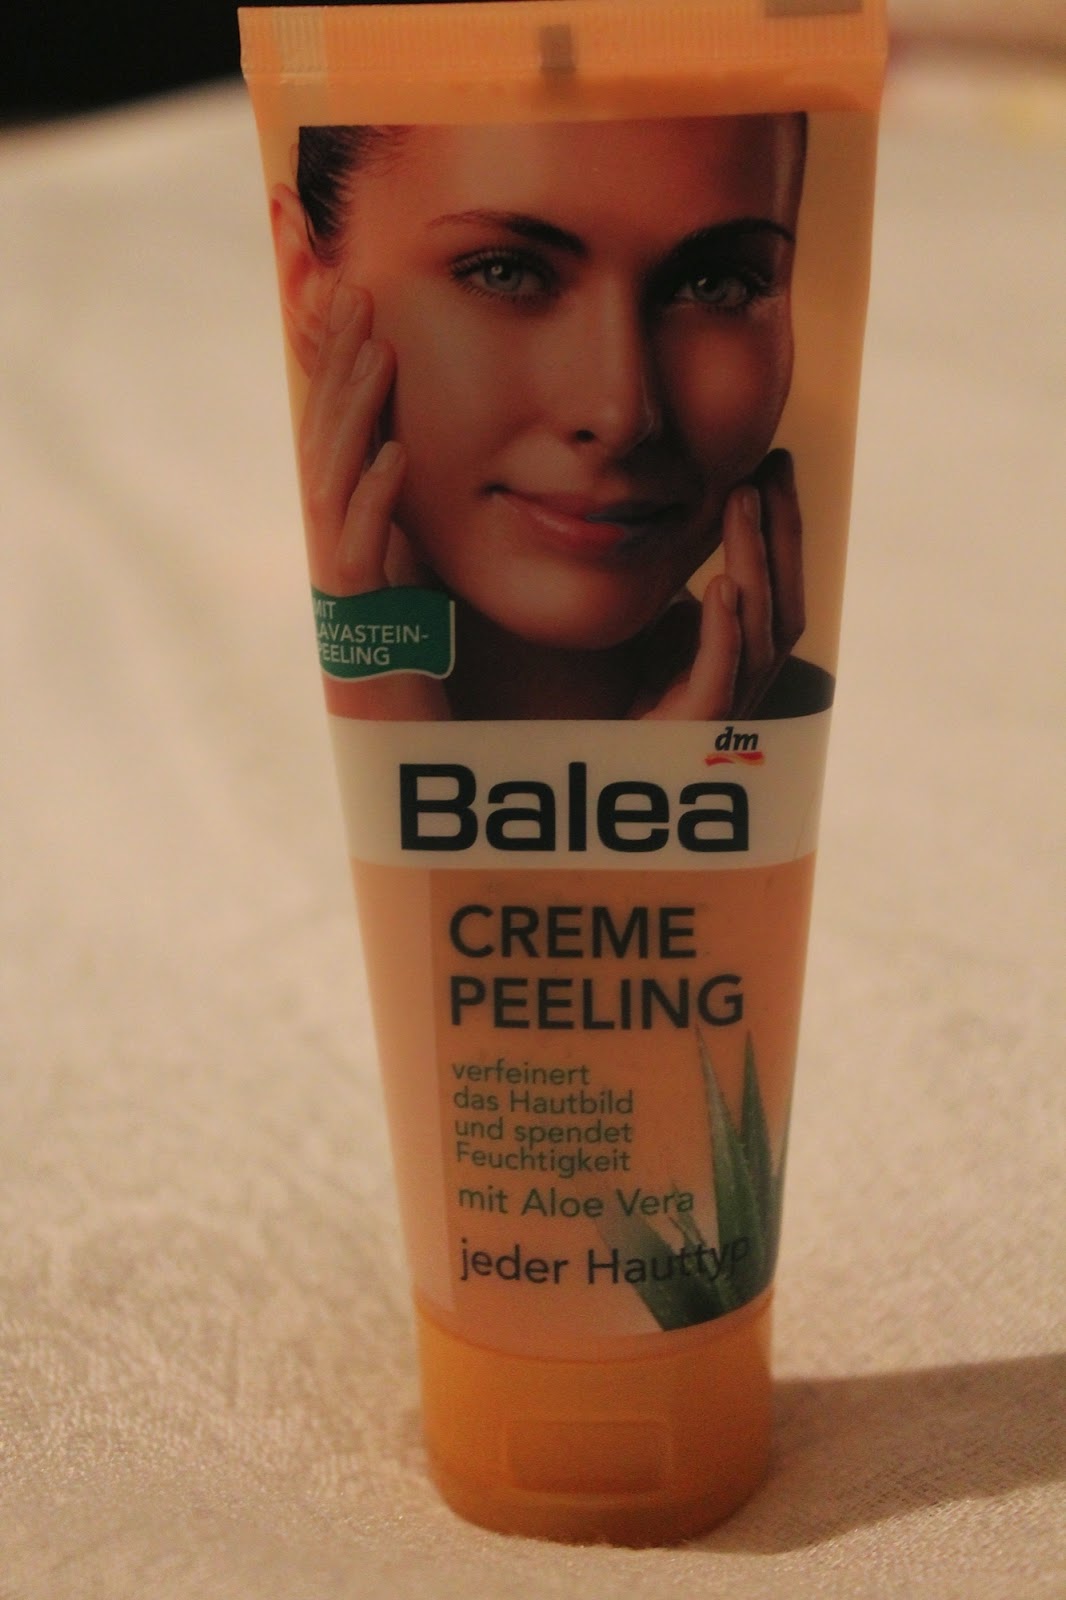 MIT
LAVASTEIN-
PEELING
dm
Balea
CREME
PEELING
verfeinert
das Hautbild
und spendet
Feuchtigkeit
mit Aloe Vera
jeder Hauttyp